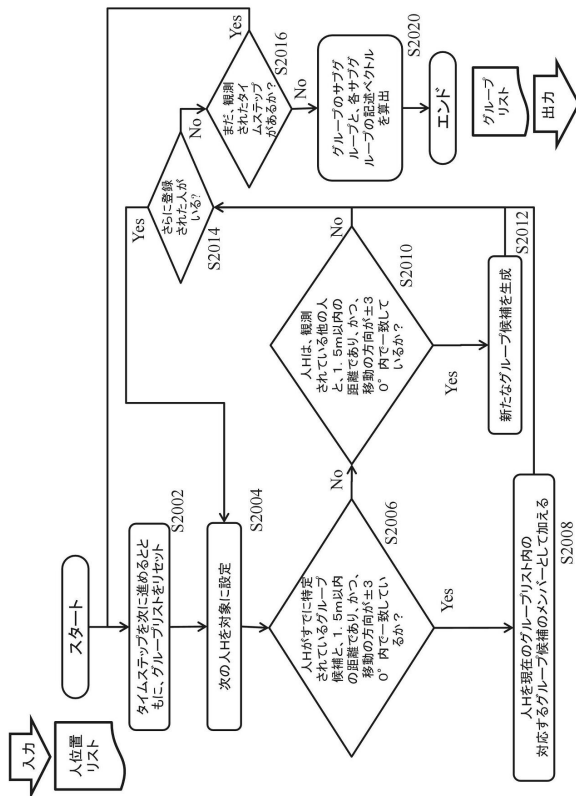 入力
人位置
リスト
スタート
タイムステップを次に進めるとと
もに、グループリストをリセット
S2002
次の人Hを対象に設定
S2004
人Hがすでに特定
されているグループ
候補と、1.5m以内
の距離であり、かつ、
移動の方向が±3
0°内で一致してい
るか?
S2006
No
Yes
人Hを現在のグループリスト内の
対応するグループ候補のメンバーとして加える
S2008
人Hは、観測
されている他の人
と、1.5m以内の
距離であり、かつ、
移動の方向が±3
0°内で一致して
いるか?
S2010
No
Yes
新たなグループ候補を生成
S2012
さらに登録
された人が
いる?
S2014
Yes
No
まだ、観測
されたタイ
ムステップ
があるか?
S2016
Yes
No
グループのサブグ
ループと、各サブグ
ループの記述ベクトル
を算出
S2020
エンド
グループ
リスト
出力